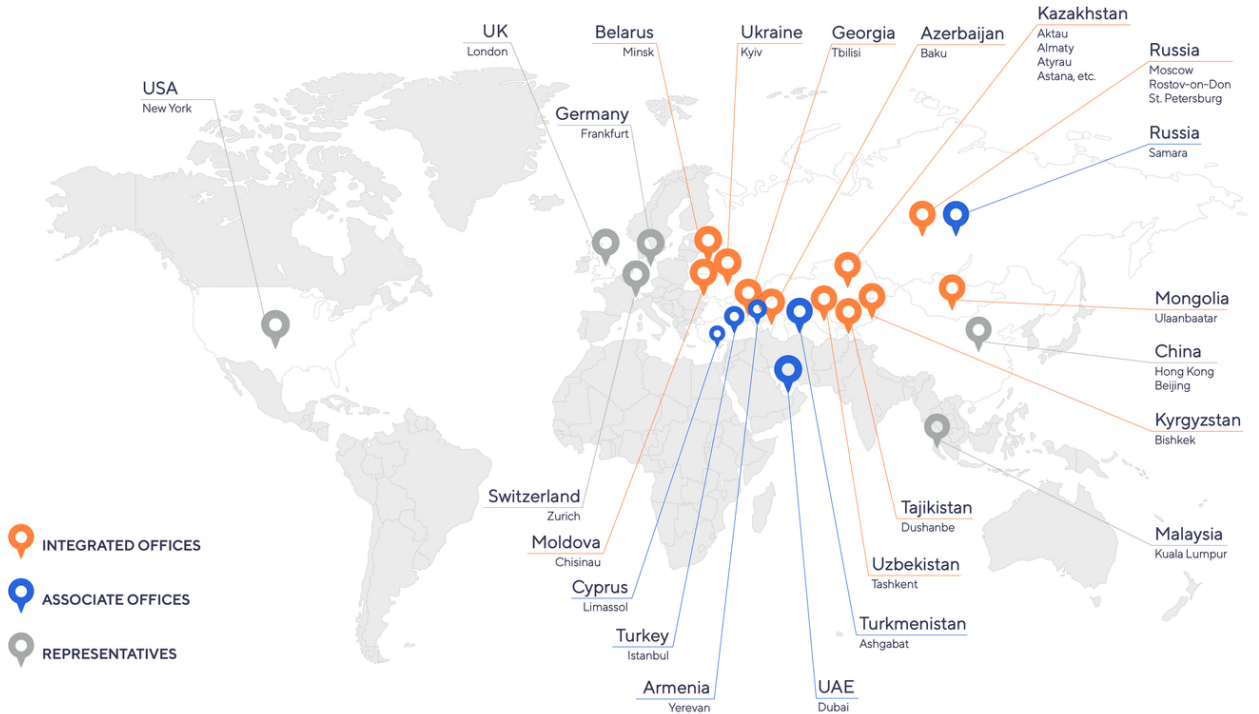 UK
London
Belarus
Minsk
Ukraine
Kyiv
Georgia
Tbilisi
Azerbaijan
Baku
Kazakhstan
Aktau
Almaty
Atyrau
Astana, etc.
Russia
Moscow
Rostov-on-Don
St. Petersburg
USA
New York
Germany
Frankfurt
Russia
Samara
Mongolia
Ulaanbaatar
China
Hong Kong
Beijing
Kyrgyzstan
Bishkek
Switzerland
Zurich
Tajikistan
Dushanbe
Malaysia
Kuala Lumpur
Moldova
Chisinau
Uzbekistan
Tashkent
Cyprus
Limassol
Turkey
Istanbul
Turkmenistan
Ashgabat
Armenia
Yerevan
UAE
Dubai
INTEGRATED OFFICES
ASSOCIATE OFFICES
REPRESENTATIVES